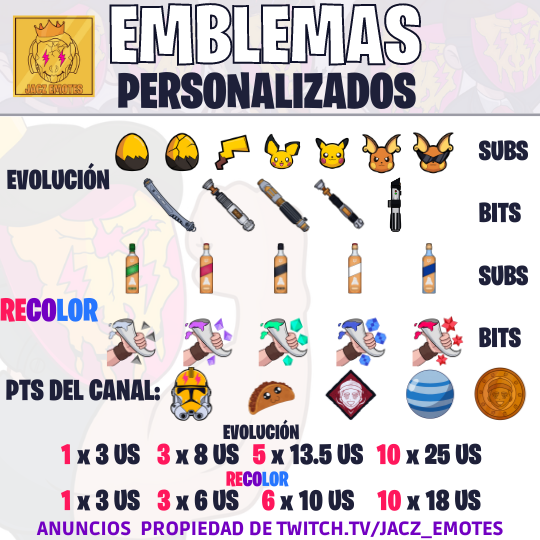 JACZ EMOTES
EMBLEMAS
PERSONALIZADOS
EVOLUCIÓN
SUBS
BITS
RECOLOR
SUBS
BITS
PTS DEL CANAL:
EVOLUCIÓN
1 x 3 US 3 x 8 US 5 x 13.5 US 10 x 25 US
RECOLOR
1 x 3 US 3 x 6 US 6 x 10 US 10 x 18 US
ANUNCIOS PROPIEDAD DE TWITCH.TV/JACZ_EMOTES